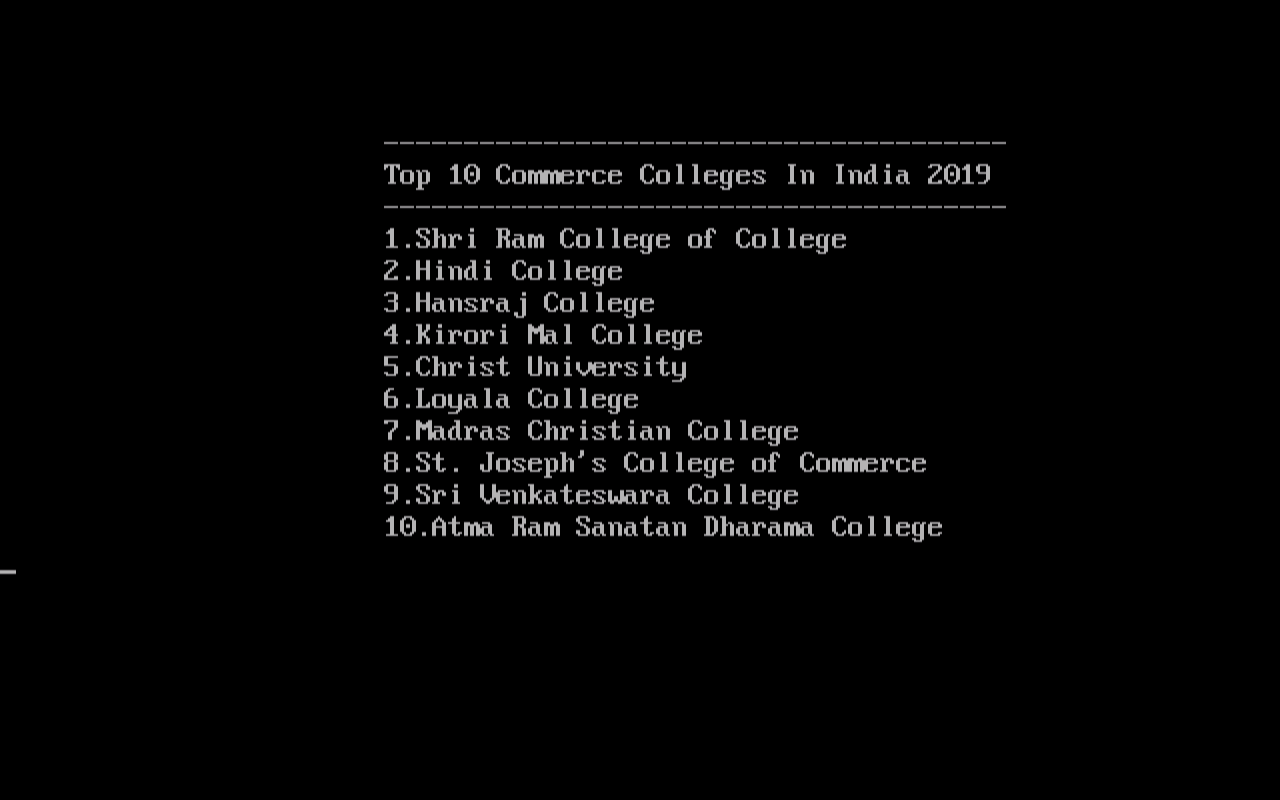 ---------------------------------------
Top 10 Commerce Colleges In India 2019
---------------------------------------
1.Shri Ram College of College
2.Hindi College
3.Hansraj College
4.Kirori Mal College
5.Christ University
6.Loyala College
7.Madras Christian College
8.St. Joseph's College of Commerce
9.Sri Venkateswara College
10.Atma Ram Sanatan Dharama College